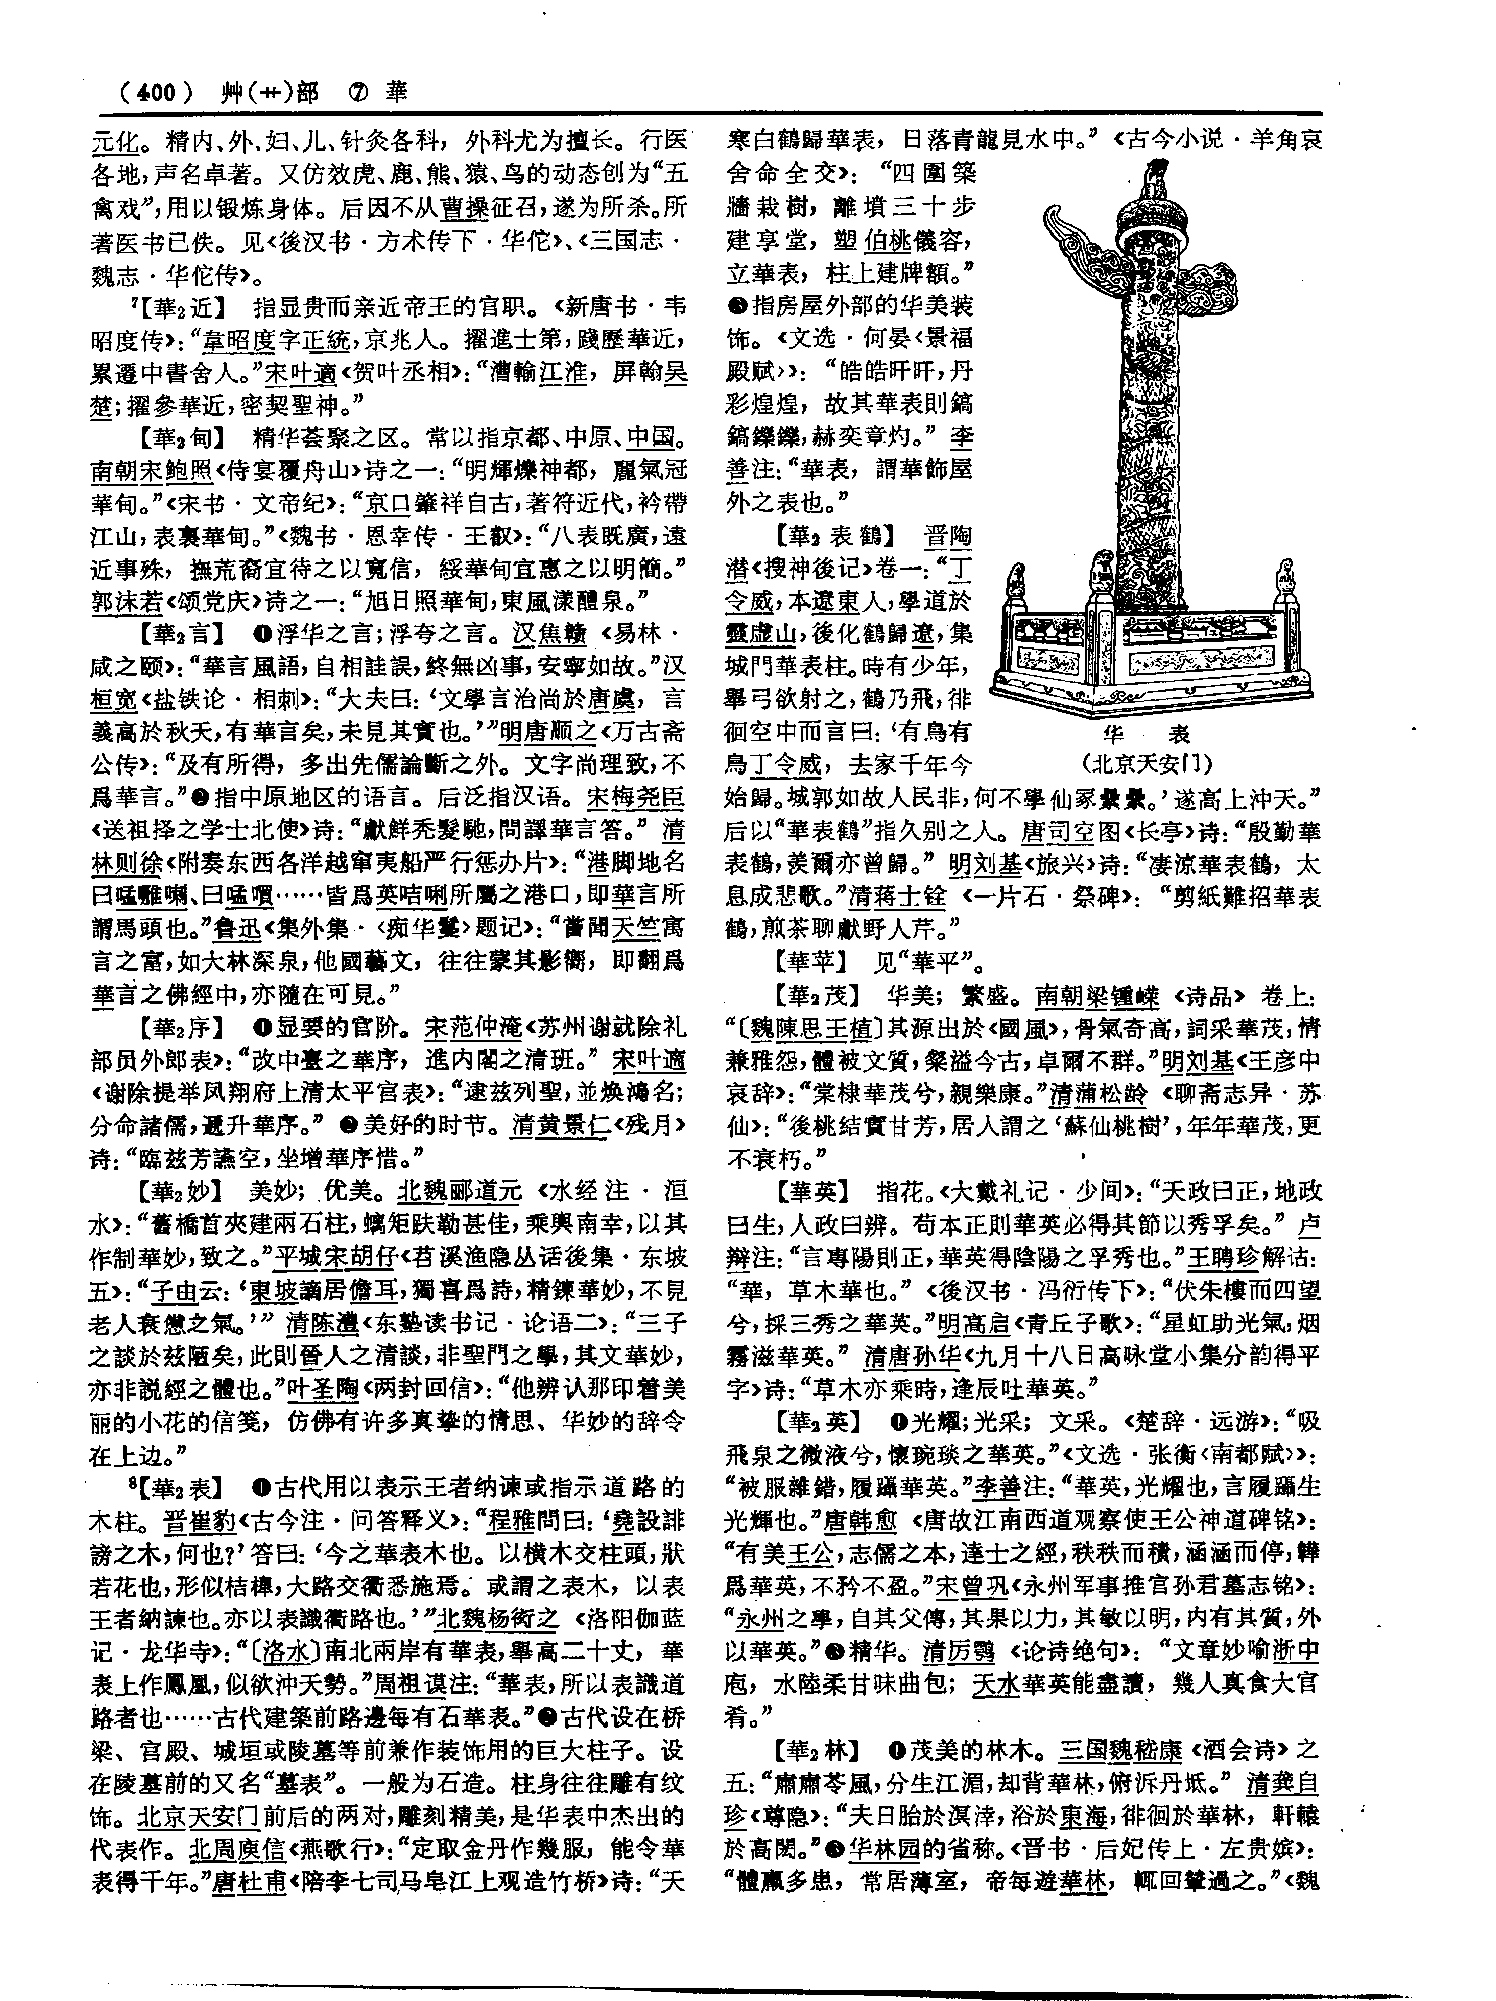 (400) 艸(艹)部 ⑦ 華
元化。精内、外、妇、儿、针灸各科，外科尤为擅长。行医
各地，声名卓著。又仿效虎、鹿、熊、猿、鸟的动态创为“五
禽戏”，用以锻炼身体。后因不从曹操征召，遂为所杀。所
著医书已佚。见《後汉书·方术传下·华佗》、《三国志·
魏志·华佗传》。
⁷【華₂近】 指显贵而亲近帝王的官职。《新唐书·韦
昭度传》：“韋昭度字正統，京兆人。擢進士第，踐歷華近，
累遷中書舍人。”宋叶適《贺叶丞相》：“漕輸江淮，屏翰吴
楚；擢參華近，密契聖神。”
【華₂甸】 精华荟聚之区。常以指京都、中原、中国。
南朝宋鲍照《侍宴覆舟山》诗之一：“明輝爍神都，麗氣冠
華甸。”《宋书·文帝纪》：“京口肇祥自古，著符近代，衿帶
江山，表裏華甸。”《魏书·恩幸传·王叡》：“八表既廣，遠
近事殊，撫荒裔宜待之以寬信，綏華甸宜惠之以明簡。”
郭沫若《颂党庆》诗之一：“旭日照華甸，東風漾醴泉。”
【華₂言】 ❶浮华之言；浮夸之言。汉焦赣《易林·
咸之颐》：“華言風語，自相詿誤，終無凶事，安寧如故。”汉
桓宽《盐铁论·相刺》：“大夫曰：‘文學言治尚於唐虞，言
義高於秋天，有華言矣，未見其實也。’”明唐顺之《万古斋
公传》：“及有所得，多出先儒論斷之外。文字尚理致，不
爲華言。”❷指中原地区的语言。后泛指汉语。宋梅尧臣
《送祖择之学士北使》诗：“獻鮮秃髮馳，問譯華言答。”清
林则徐《附奏东西各洋越窜夷船严行惩办片》：“港脚地名
曰㗢雛嘪、曰㗢嘪……皆爲英咭唎所屬之港口，即華言所
謂馬頭也。”鲁迅《集外集·〈痴华鬘〉题记》：“嘗聞天竺寓
言之富，如大林深泉，他國藝文，往往蒙其影響，即翻爲
華言之佛經中，亦隨在可見。”
【華₂序】 ❶显要的官阶。宋范仲淹《苏州谢就除礼
部员外郎表》：“改中臺之華序，進内閣之清班。”宋叶適
《谢除提举凤翔府上清太平宫表》：“逮兹列聖，並焕鴻名；
分命諸儒，遞升華序。”❷美好的时节。清黄景仁《残月》
诗：“臨兹芳讌空，坐增華序惜。”
【華₂妙】 美妙；优美。北魏郦道元《水经注·洹
水》：“舊橋首夾建兩石柱，螭矩趺勒甚佳，乘輿南幸，以其
作制華妙，致之。”平城宋胡仔《苕溪渔隐丛话後集·东坡
五》：“子由云：‘東坡謫居儋耳，獨喜爲詩，精鍊華妙，不見
老人衰憊之氣。’”清陈澧《东塾读书记·论语二》：“三子
之談於兹陋矣，此則晉人之清談，非聖門之學，其文華妙，
亦非説經之體也。”叶圣陶《两封回信》：“他辨认那印着美
丽的小花的信笺，仿佛有许多真挚的情思、华妙的辞令
在上边。”
⁸【華₂表】 ❶古代用以表示王者纳谏或指示道路的
木柱。晋崔豹《古今注·问答释义》：“程雅問曰：‘堯設誹
謗之木，何也？’答曰：‘今之華表木也。以横木交柱頭，狀
若花也，形似桔槔，大路交衢悉施焉。或謂之表木，以表
王者納諫也。亦以表識衢路也。’”北魏杨衒之《洛阳伽蓝
记·龙华寺》：“〔洛水〕南北兩岸有華表，舉高二十丈，華
表上作鳳凰，似欲沖天勢。”周祖谟注：“華表，所以表識道
路者也……古代建築前路邊每有石華表。”❷古代设在桥
梁、宫殿、城垣或陵墓等前兼作装饰用的巨大柱子。设
在陵墓前的又名“墓表”。一般为石造。柱身往往雕有纹
饰。北京天安门前后的两对，雕刻精美，是华表中杰出的
代表作。北周庾信《燕歌行》：“定取金丹作幾服，能令華
表得千年。”唐杜甫《陪李七司马皂江上观造竹桥》诗：“天
寒白鶴歸華表，日落青龍見水中。”《古今小说·羊角哀
舍命全交》：“四圍築
牆栽樹，離墳三十步
建享堂，塑伯桃儀容，
立華表，柱上建牌額。”
❸指房屋外部的华美装
饰。《文选·何晏〈景福
殿赋〉》：“皓皓旰旰，丹
彩煌煌，故其華表則鎬
鎬鑠鑠，赫奕章灼。”李
善注：“華表，謂華飾屋
外之表也。”
【華₂表鶴】 晋陶
潜《搜神後记》卷一：“丁
令威，本遼東人，學道於
靈虚山，後化鶴歸遼，集
城門華表柱。時有少年，
舉弓欲射之，鶴乃飛，徘
徊空中而言曰：‘有鳥有
鳥丁令威，去家千年今
始歸。城郭如故人民非，何不學仙冢纍纍。’遂高上沖天。”
后以“華表鶴”指久别之人。唐司空图《长亭》诗：“殷勤華
表鶴，羡爾亦曾歸。”明刘基《旅兴》诗：“凄涼華表鶴，太
息成悲歌。”清蒋士铨《一片石·祭碑》：“剪紙難招華表
鶴，煎茶聊獻野人芹。”
华 表
(北京天安门)
【華苹】 见“華平”。
【華₂茂】 华美；繁盛。南朝梁锺嵘《诗品》卷上：
“〔魏陳思王植〕其源出於《國風》，骨氣奇高，詞采華茂，情
兼雅怨，體被文質，粲溢今古，卓爾不群。”明刘基《王彦中
哀辞》：“棠棣華茂兮，親樂康。”清蒲松龄《聊斋志异·苏
仙》：“後桃结實甘芳，居人謂之‘蘇仙桃樹’，年年華茂，更
不衰朽。”
【華英】 指花。《大戴礼记·少间》：“天政曰正，地政
曰生，人政曰辨。苟本正則華英必得其節以秀孚矣。”卢
辩注：“言專陽則正，華英得陰陽之孚秀也。”王聘珍解诂：
“華，草木華也。”《後汉书·冯衍传下》：“伏朱樓而四望
兮，採三秀之華英。”明高启《青丘子歌》：“星虹助光氣，烟
霧滋華英。”清唐孙华《九月十八日高咏堂小集分韵得平
字》诗：“草木亦乘時，逢辰吐華英。”
【華₂英】 ❶光耀；光采；文采。《楚辞·远游》：“吸
飛泉之微液兮，懷琬琰之華英。”《文选·张衡〈南都赋〉》：
“被服雜錯，履躡華英。”李善注：“華英，光耀也，言履躡生
光輝也。”唐韩愈《唐故江南西道观察使王公神道碑铭》：
“有美王公，志儒之本，達士之經，秩秩而積，涵涵而停，韡
爲華英，不矜不盈。”宋曾巩《永州军事推官孙君墓志铭》：
“永州之學，自其父傳，其果以力，其敏以明，内有其質，外
以華英。”❷精华。清厉鹗《论诗绝句》：“文章妙喻浙中
庖，水陸柔甘味曲包；天水華英能盡讀，幾人真食大官
肴。”
【華₂林】 ❶茂美的林木。三国魏嵇康《酒会诗》之
五：“肅肅苓風，分生江湄，却背華林，俯泝丹坻。”清龚自
珍《尊隐》：“夫日胎於溟涬，浴於東海，徘徊於華林，軒轅
於高閎。”❷华林园的省称。《晋书·后妃传上·左贵嫔》：
“體羸多患，常居薄室，帝每遊華林，輒回輦過之。”《魏